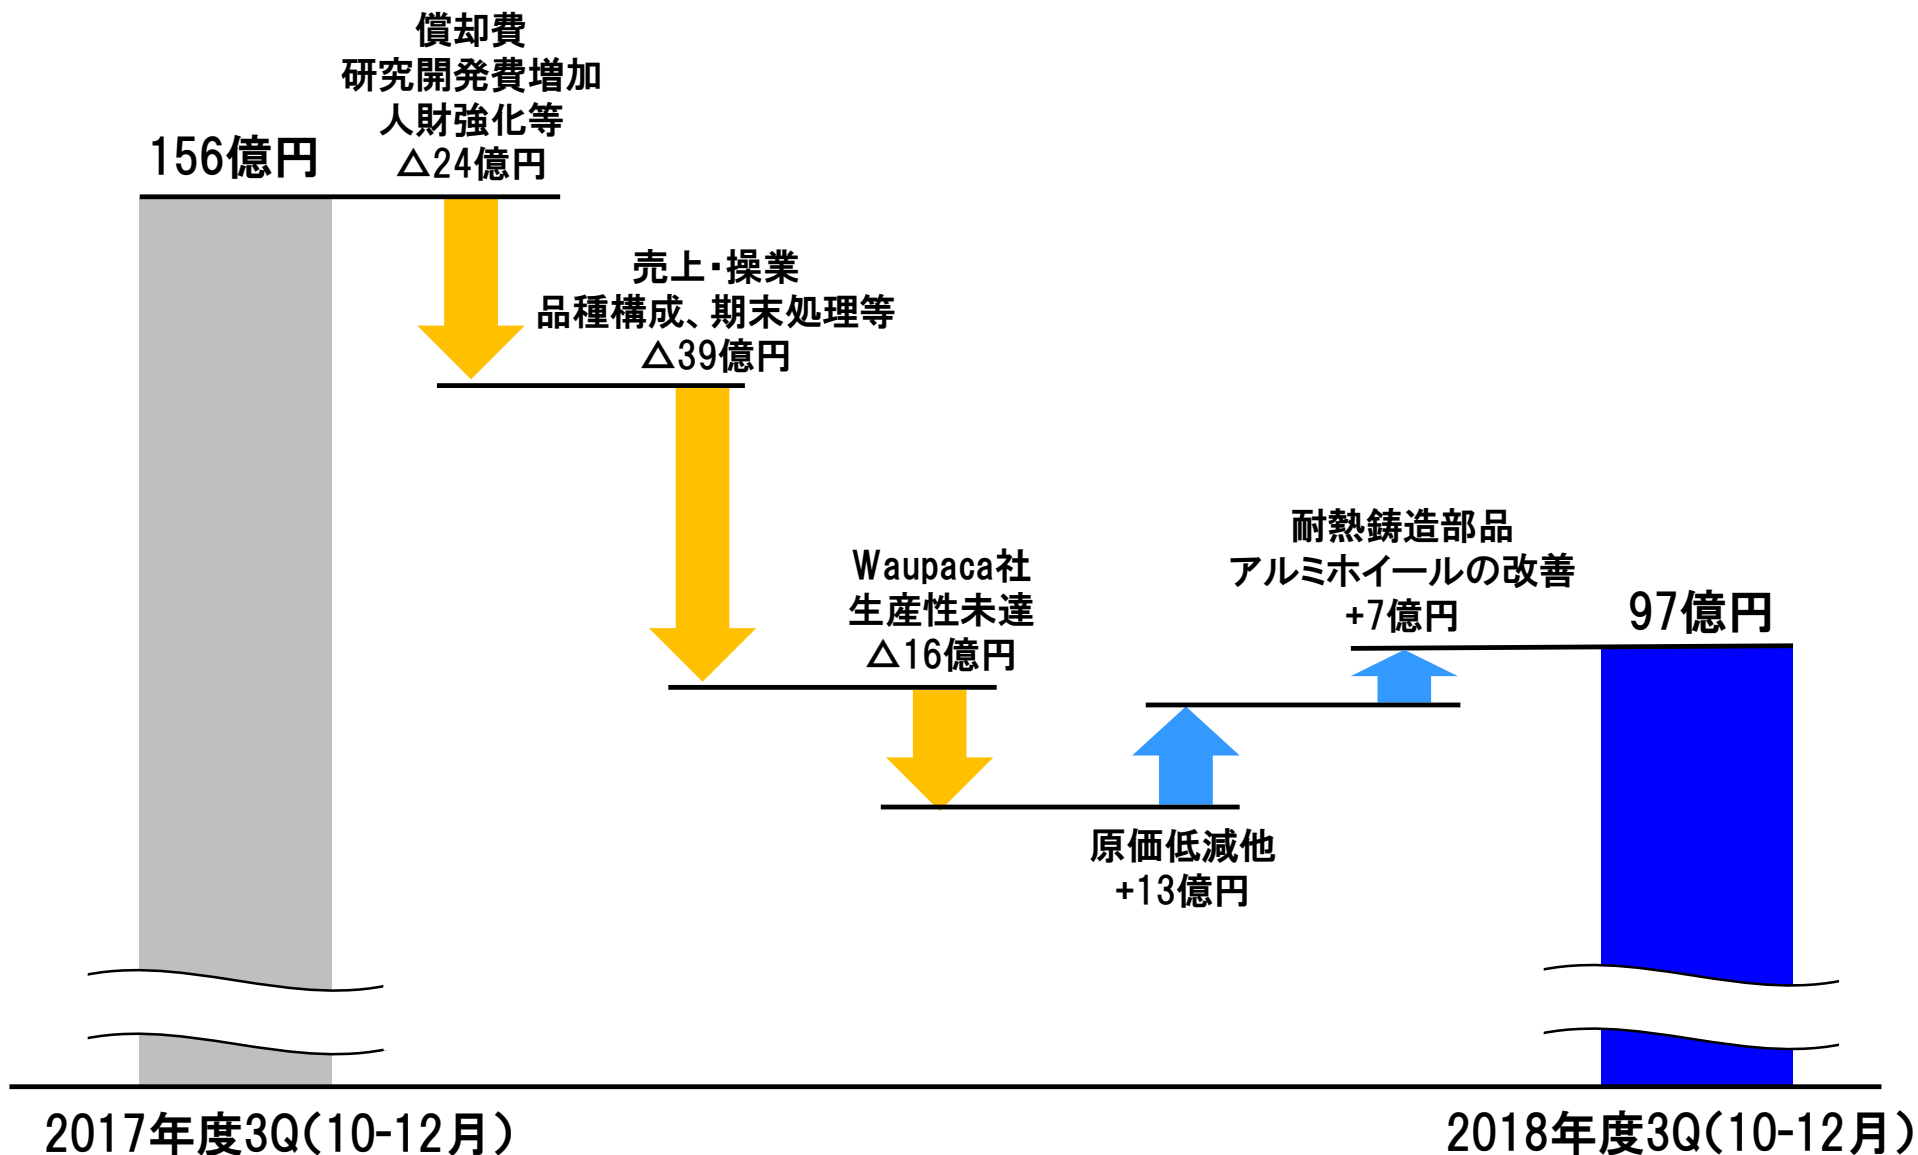 償却費
研究開発費増加
人財強化等
△24億円
156億円
売上・操業
品種構成、期末処理等
△39億円
Waupaca社
生産性未達
△16億円
原価低減他
+13億円
耐熱鋳造部品
アルミホイールの改善
+7億円
97億円
2017年度3Q(10-12月)
2018年度3Q(10-12月)